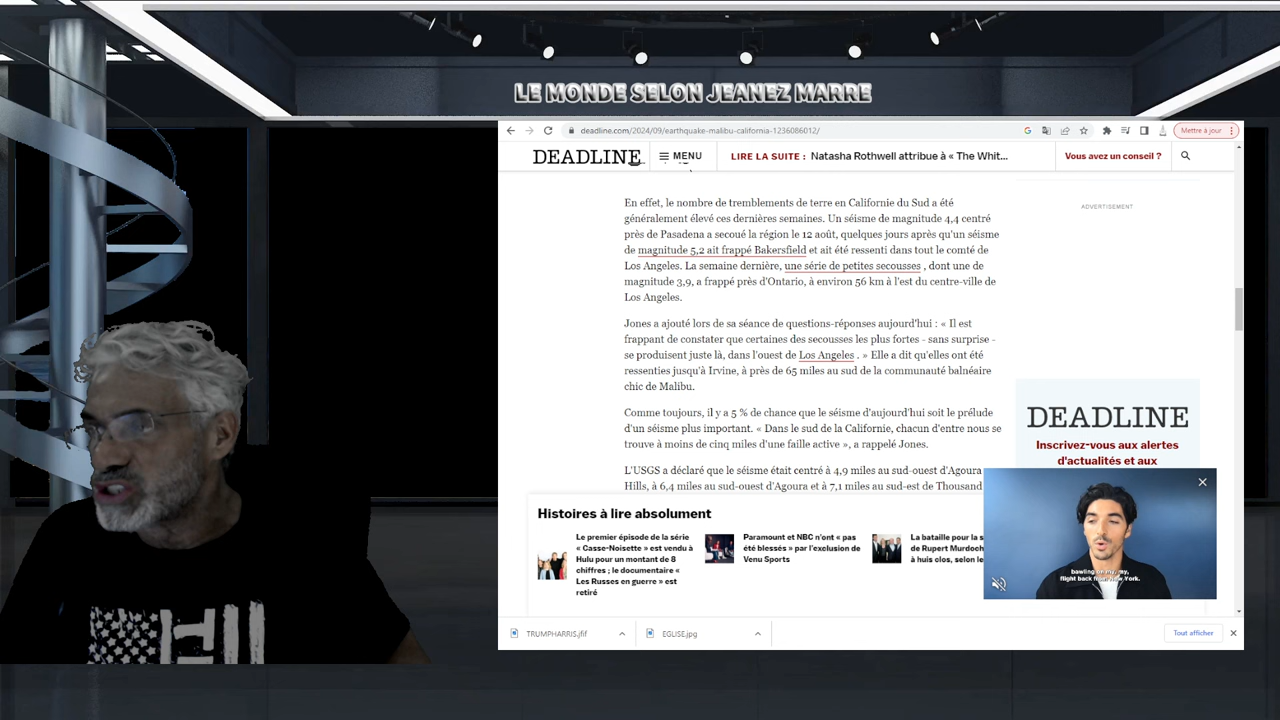 LE MONDE SELON JEANEZ MARRE
deadline.com/2024/09/earthquake-malibu-california-1236086012/
Mettre à jour
DEADLINE
MENU
LIRE LA SUITE : Natasha Rothwell attribue à « The Whit...
Vous avez un conseil ?
En effet, le nombre de tremblements de terre en Californie du Sud a été
généralement élevé ces dernières semaines. Un séisme de magnitude 4,4 centré
près de Pasadena a secoué la région le 12 août, quelques jours après qu'un séisme
de magnitude 5,2 ait frappé Bakersfield et ait été ressenti dans tout le comté de
Los Angeles. La semaine dernière, une série de petites secousses , dont une de
magnitude 3,9, a frappé près d'Ontario, à environ 56 km à l'est du centre-ville de
Los Angeles.
Jones a ajouté lors de sa séance de questions-réponses aujourd'hui : « Il est
frappant de constater que certaines des secousses les plus fortes - sans surprise -
se produisent juste là, dans l'ouest de Los Angeles . » Elle a dit qu'elles ont été
ressenties jusqu'à Irvine, à près de 65 miles au sud de la communauté balnéaire
chic de Malibu.
Comme toujours, il y a 5 % de chance que le séisme d'aujourd'hui soit le prélude
d'un séisme plus important. « Dans le sud de la Californie, chacun d'entre nous se
trouve à moins de cinq miles d'une faille active », a rappelé Jones.
L'USGS a déclaré que le séisme était centré à 4,9 miles au sud-ouest d'Agoura
Hills, à 6,4 miles au sud-ouest d'Agoura et à 7,1 miles au sud-est de Thousand
ADVERTISEMENT
DEADLINE
Inscrivez-vous aux alertes
d'actualités et aux
Histoires à lire absolument
Le premier épisode de la série
« Casse-Noisette » est vendu à
Hulu pour un montant de 8
chiffres ; le documentaire «
Les Russes en guerre » est
retiré
Paramount et NBC n'ont « pas
été blessés » par l'exclusion de
Venu Sports
La bataille pour la s
de Rupert Murdoch
à huis clos, selon le
bawling on my, my,
flight back from New York.
TRUMPHARRIS.jfif
EGLISE.jpg
Tout afficher